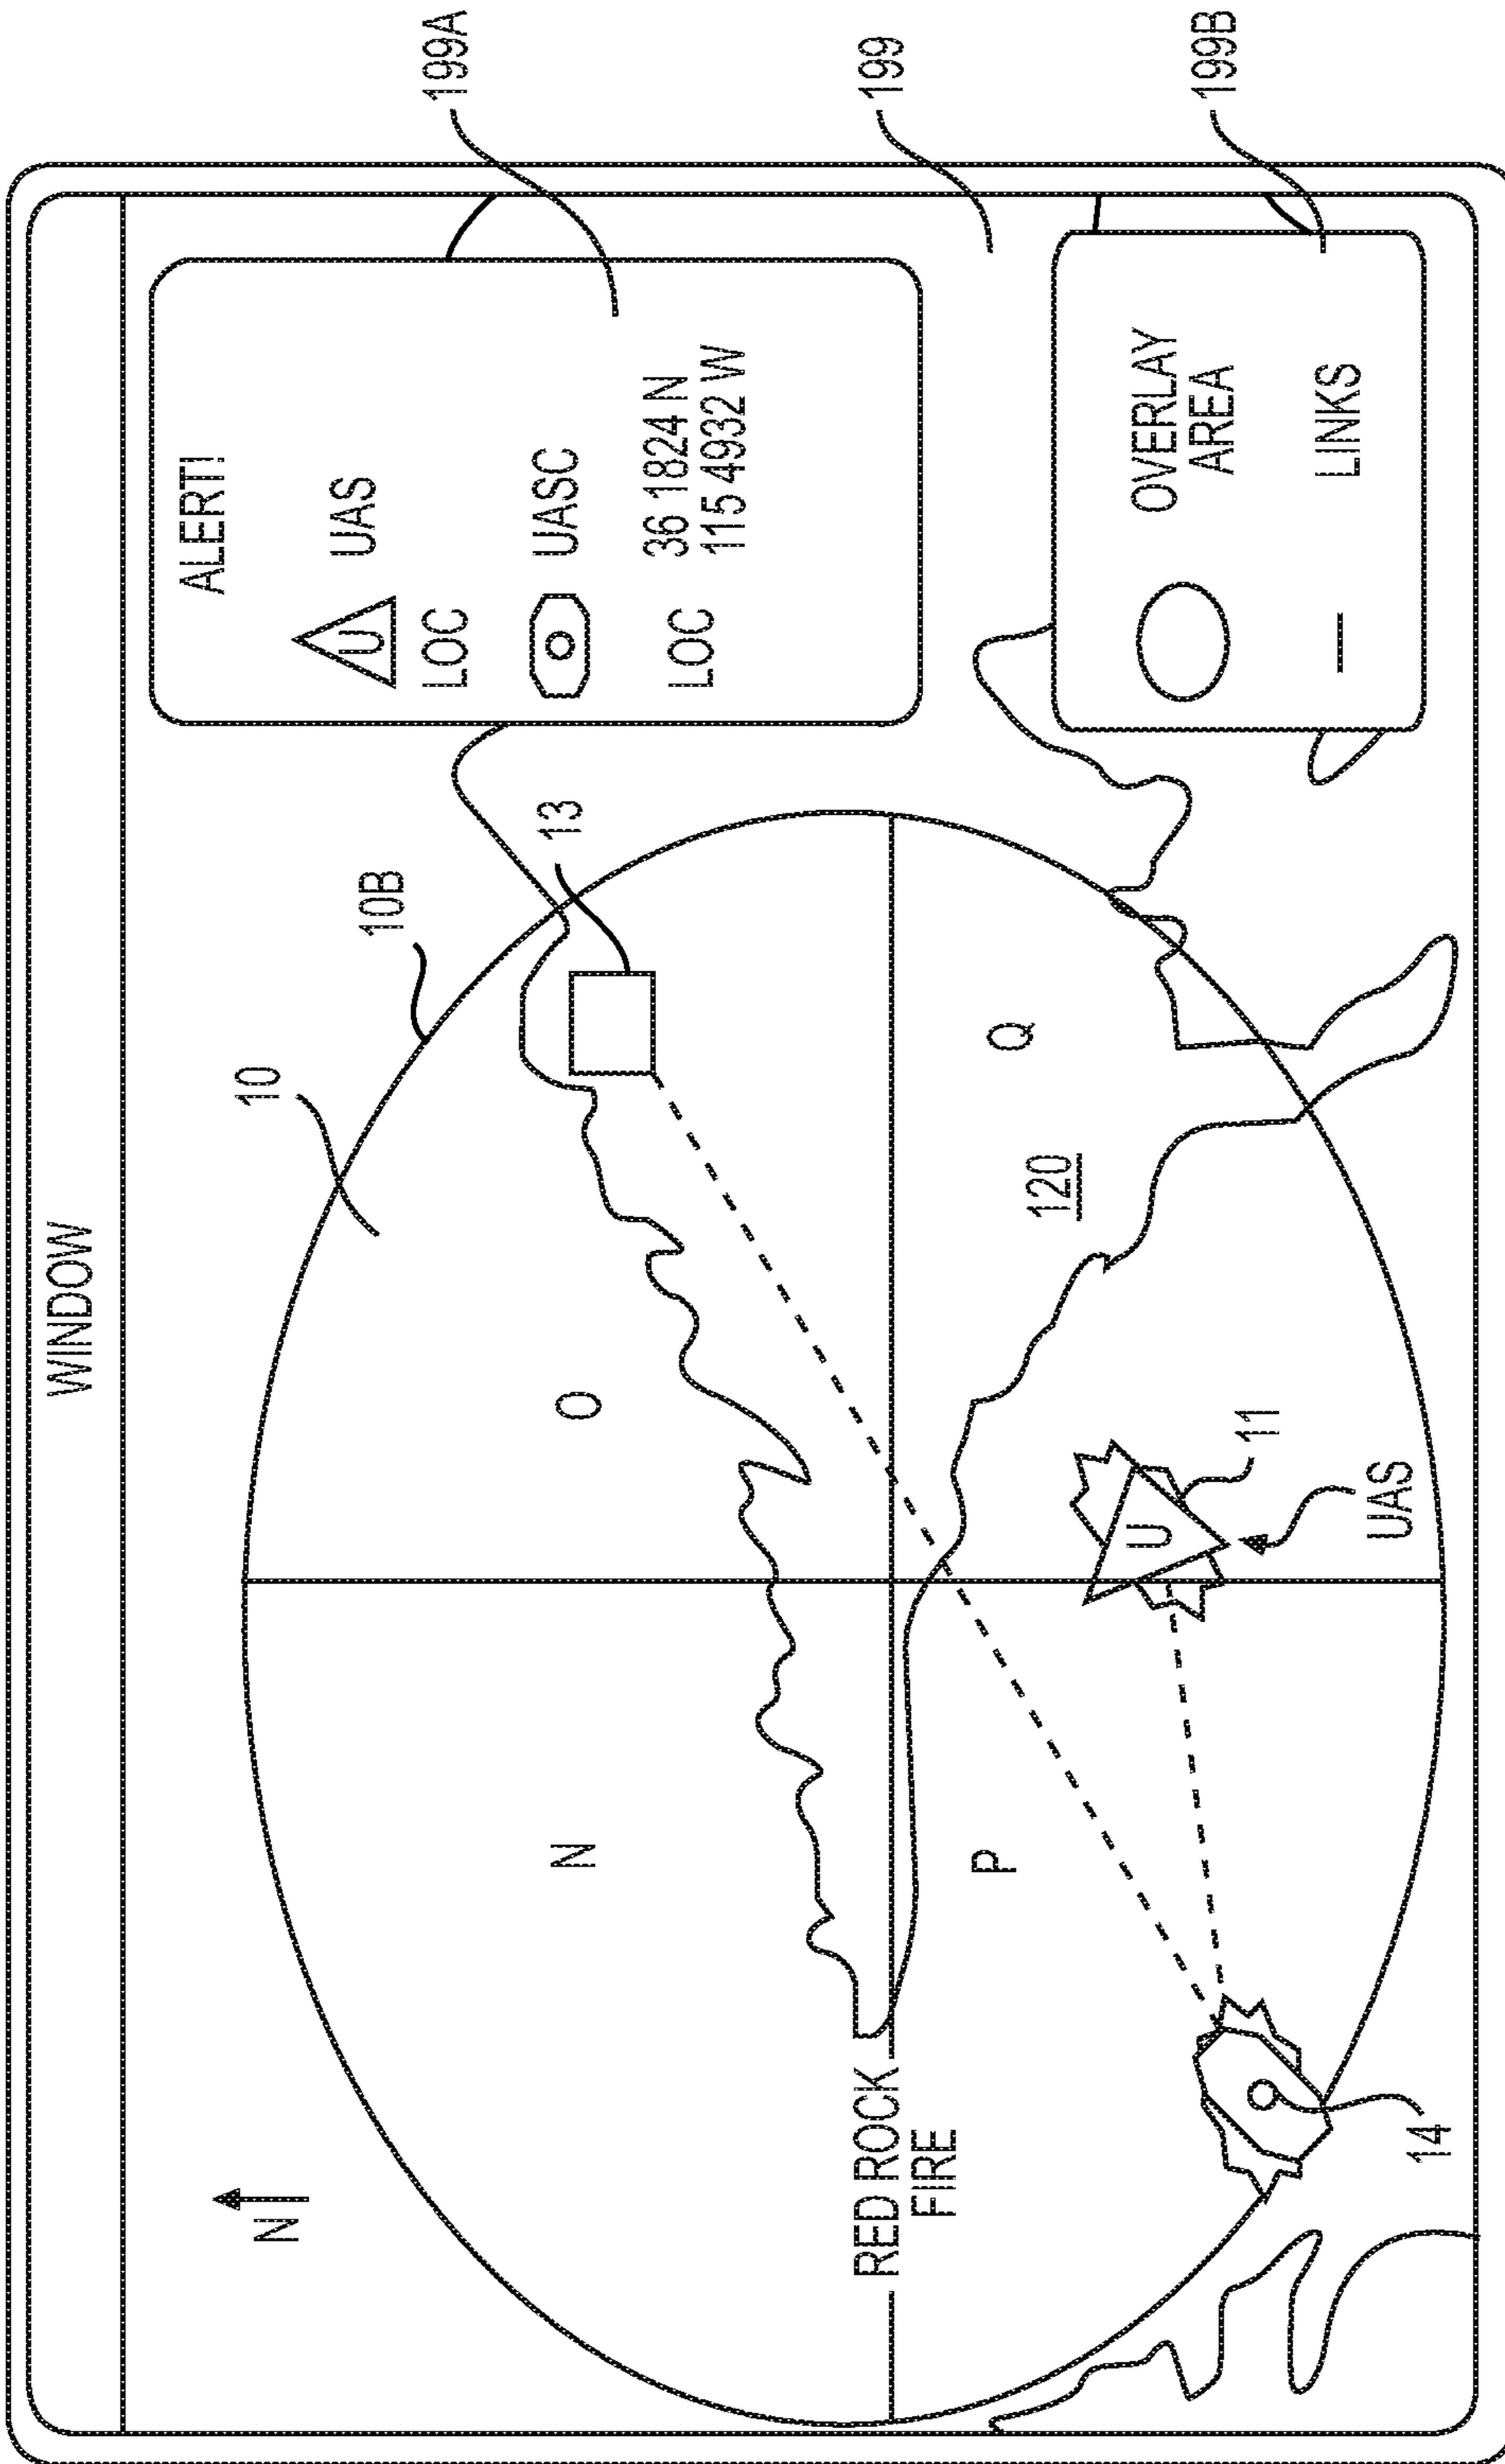 WINDOW
N
10
10B
13
N
O
RED ROCK
FIRE
P
Q
120
U
11
UAS
14
ALERT!
U UAS
LOC
UASC
LOC 36 1824 N
115 4932 W
OVERLAY
AREA
LINKS
199A
199
199B